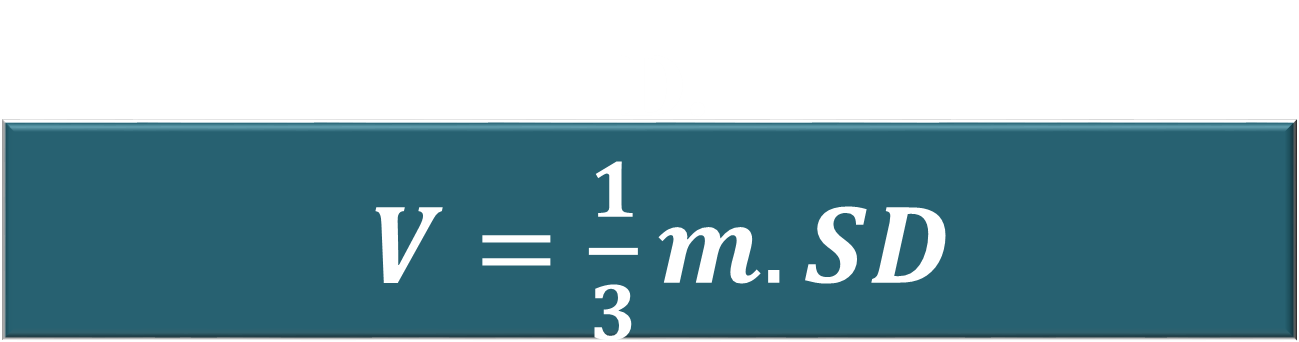 V = 1/3 m. SD